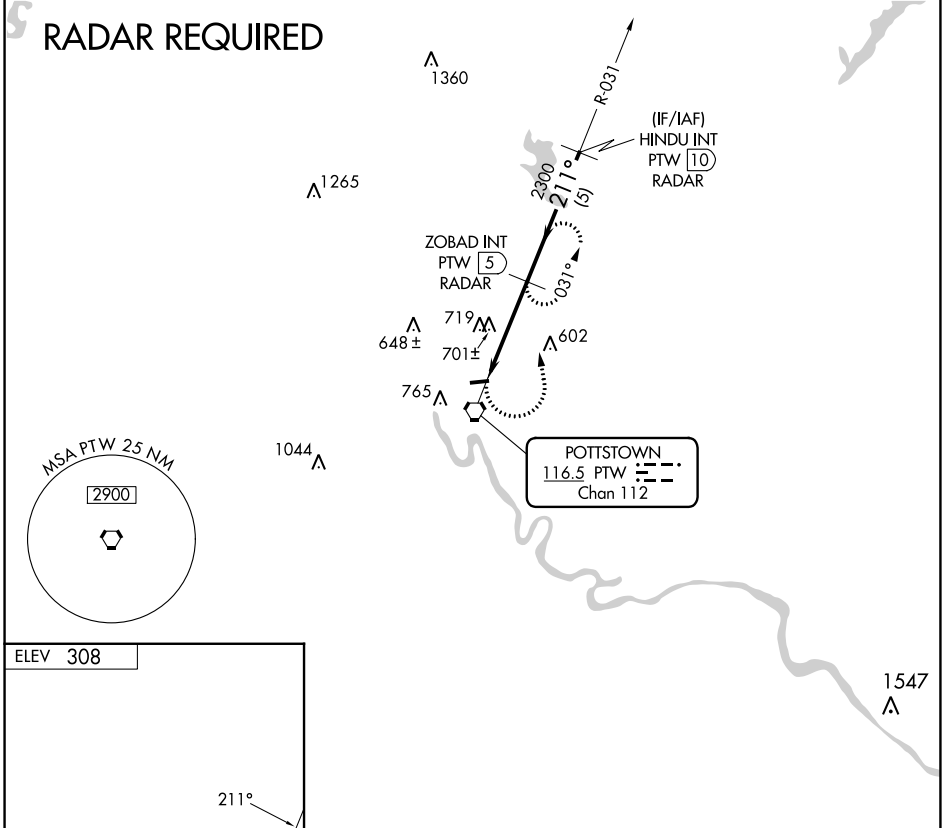 RADAR REQUIRED
1360
R-031
(IF/IAF)
HINDU INT
PTW 10
RADAR
2300
211°
(5)
1265
ZOBAD INT
PTW 5
RADAR
031°
719
648 ±
701±
602
765
1044
MSA PTW 25 NM
2900
POTTSTOWN
116.5 PTW
Chan 112
ELEV 308
1547
211°